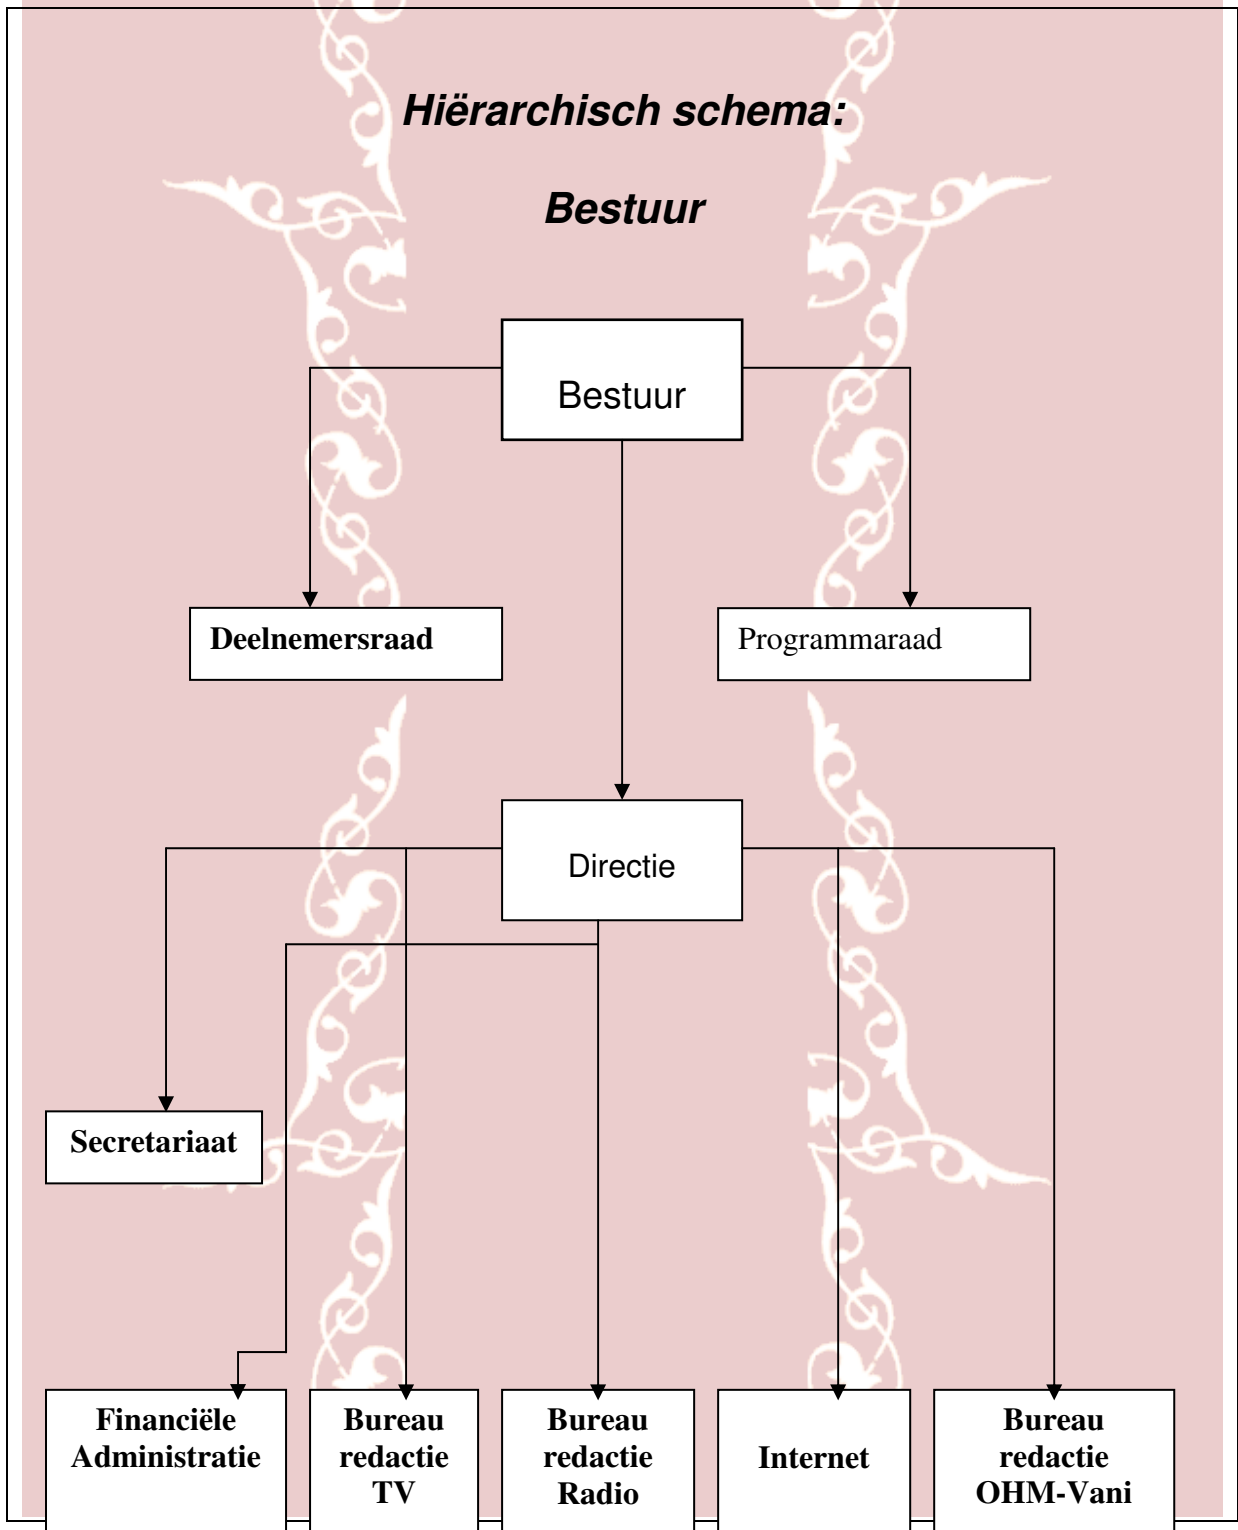 Hiërarchisch schema:
Bestuur
Bestuur
Deelnemersraad
Programmaraad
Directie
Secretariaat
Financiële
Administratie
Bureau
redactie
TV
Bureau
redactie
Radio
Internet
Bureau
redactie
OHM-Vani